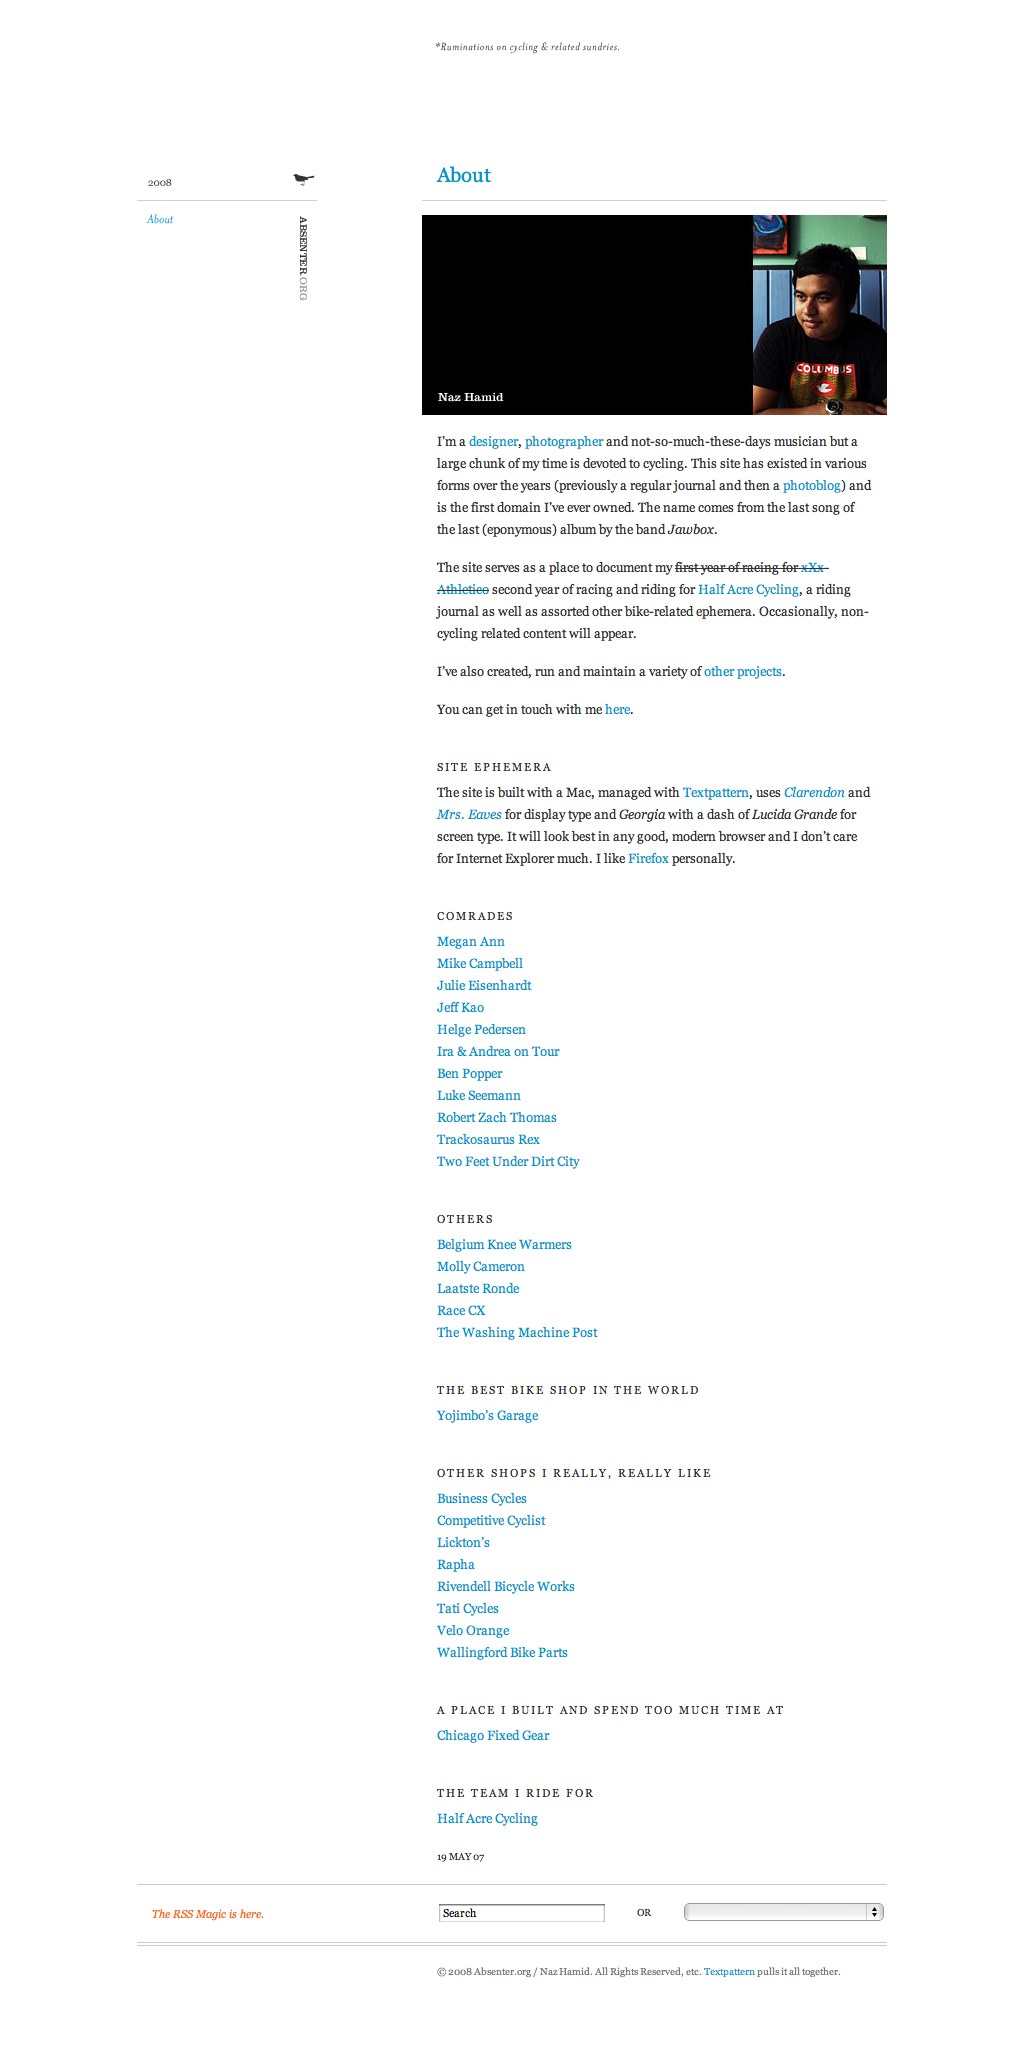 *Ruminations on cycling & related sundries.
2008
About
ABSENTER.ORG
About
COLUMBUS
Naz Hamid
I’m a designer, photographer and not-so-much-these-days musician but a
large chunk of my time is devoted to cycling. This site has existed in various
forms over the years (previously a regular journal and then a photoblog) and
is the first domain I’ve ever owned. The name comes from the last song of
the last (eponymous) album by the band Jawbox.
The site serves as a place to document my first year of racing for xXx-
Athletico second year of racing and riding for Half Acre Cycling, a riding
journal as well as assorted other bike-related ephemera. Occasionally, non-
cycling related content will appear.
I’ve also created, run and maintain a variety of other projects.
You can get in touch with me here.
SITE EPHEMERA
The site is built with a Mac, managed with Textpattern, uses Clarendon and
Mrs. Eaves for display type and Georgia with a dash of Lucida Grande for
screen type. It will look best in any good, modern browser and I don’t care
for Internet Explorer much. I like Firefox personally.
COMRADES
Megan Ann
Mike Campbell
Julie Eisenhardt
Jeff Kao
Helge Pedersen
Ira & Andrea on Tour
Ben Popper
Luke Seemann
Robert Zach Thomas
Trackosaurus Rex
Two Feet Under Dirt City
OTHERS
Belgium Knee Warmers
Molly Cameron
Laatste Ronde
Race CX
The Washing Machine Post
THE BEST BIKE SHOP IN THE WORLD
Yojimbo’s Garage
OTHER SHOPS I REALLY, REALLY LIKE
Business Cycles
Competitive Cyclist
Lickton’s
Rapha
Rivendell Bicycle Works
Tati Cycles
Velo Orange
Wallingford Bike Parts
A PLACE I BUILT AND SPEND TOO MUCH TIME AT
Chicago Fixed Gear
THE TEAM I RIDE FOR
Half Acre Cycling
19 MAY 07
The RSS Magic is here.
Search
OR
© 2008 Absenter.org / Naz Hamid. All Rights Reserved, etc. Textpattern pulls it all together.